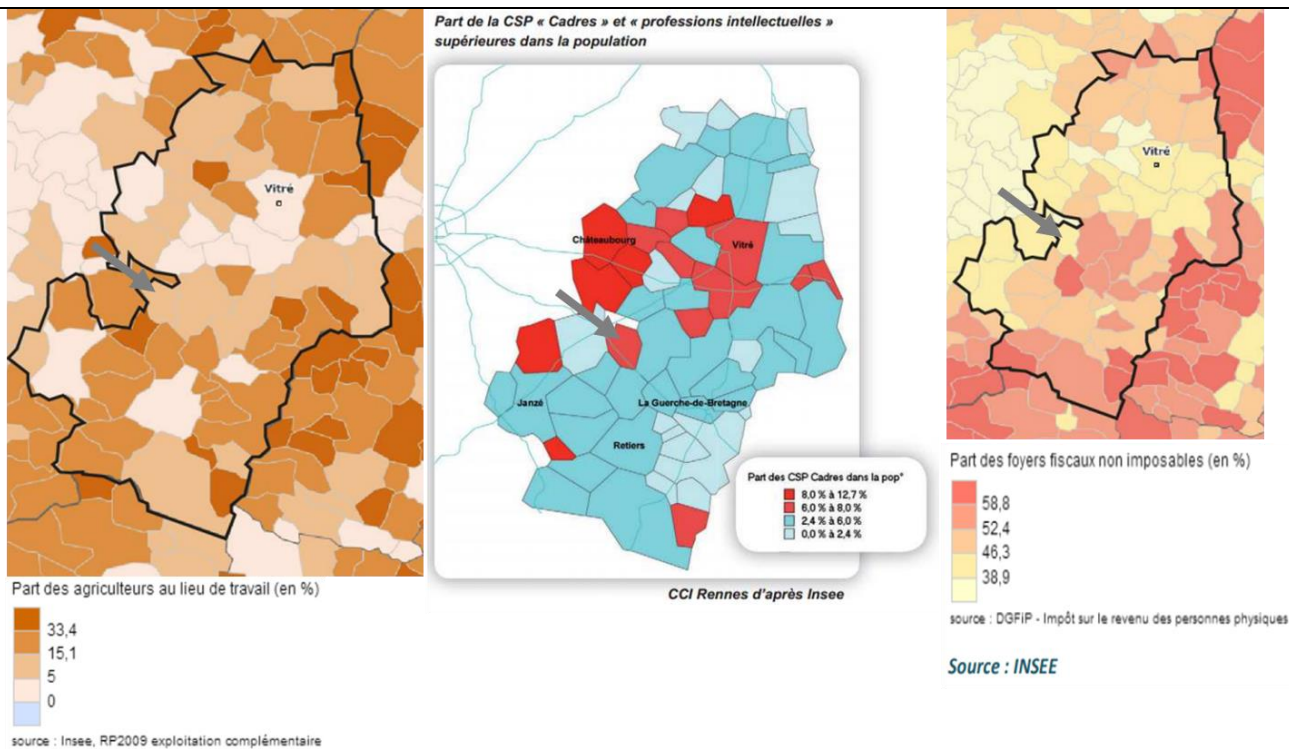 Vitré
Part des agriculteurs au lieu de travail (en %)
33,4
15,1
5
0
source : Insee, RP2009 exploitation complémentaire
Part de la CSP « Cadres » et « professions intellectuelles »
supérieures dans la population
Châteaubourg
Vitré
Janzé
La Guerche-de-Bretagne
Retiers
Part des CSP Cadres dans la pop°
8,0 % à 12,7 %
6,0 % à 8,0 %
2,4 % à 6,0 %
0,0 % à 2,4 %
CCI Rennes d'après Insee
Vitré
Part des foyers fiscaux non imposables (en %)
58,8
52,4
46,3
38,9
source : DGFiP - Impôt sur le revenu des personnes physiques
Source : INSEE